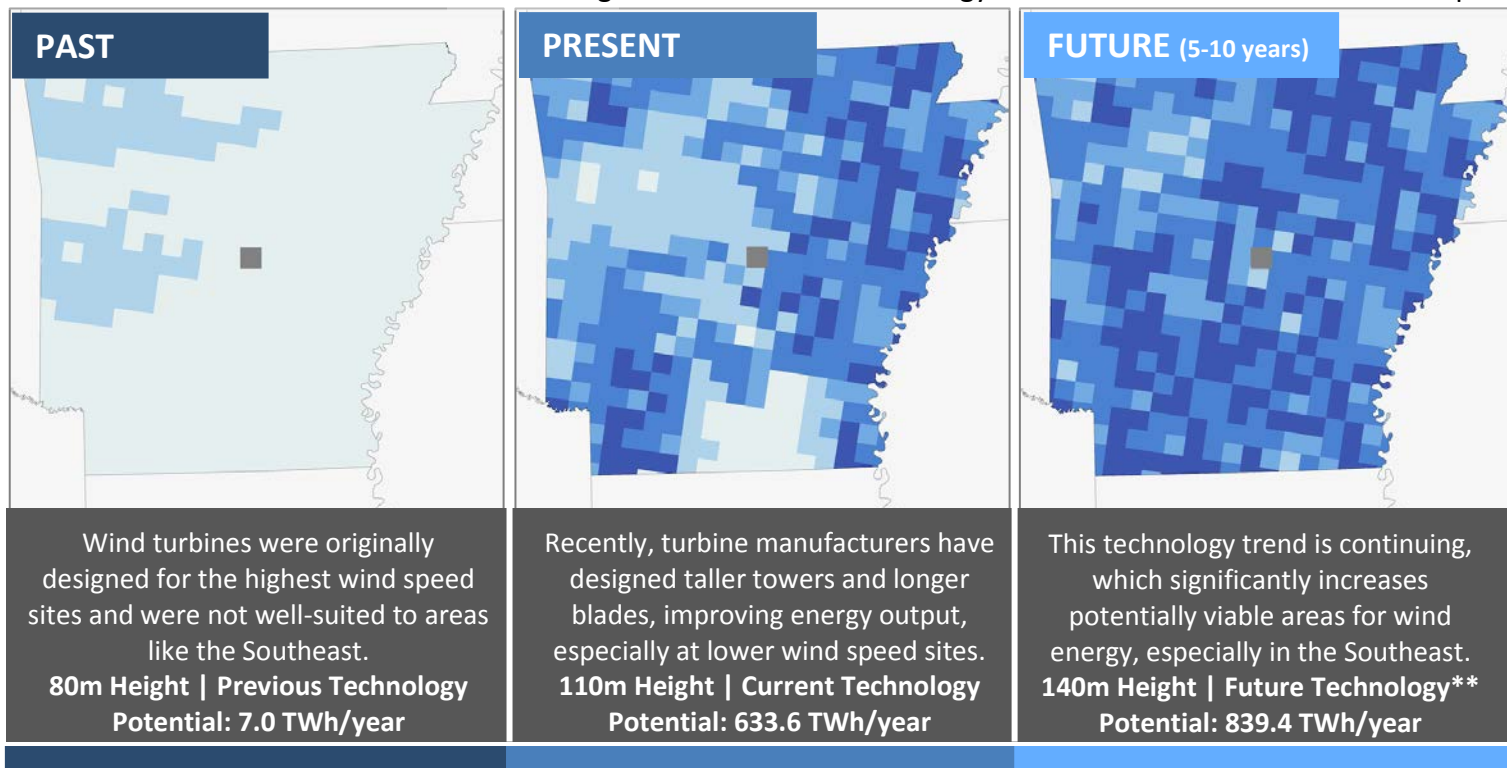 PAST
Wind turbines were originally
designed for the highest wind speed
sites and were not well-suited to areas
like the Southeast.
80m Height | Previous Technology
Potential: 7.0 TWh/year
PRESENT
Recently, turbine manufacturers have
designed taller towers and longer
blades, improving energy output,
especially at lower wind speed sites.
110m Height | Current Technology
Potential: 633.6 TWh/year
FUTURE (5-10 years)
This technology trend is continuing,
which significantly increases
potentially viable areas for wind
energy, especially in the Southeast.
140m Height | Future Technology**
Potential: 839.4 TWh/year